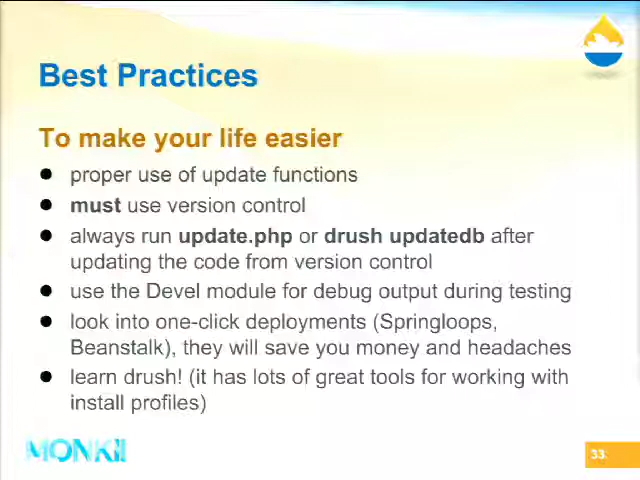 Best Practices
To make your life easier
● proper use of update functions
● must use version control
● always run update.php or drush updatedb after
updating the code from version control
● use the Devel module for debug output during testing
● look into one-click deployments (Springloops,
Beanstalk), they will save you money and headaches
● learn drush! (it has lots of great tools for working with
install profiles)
33